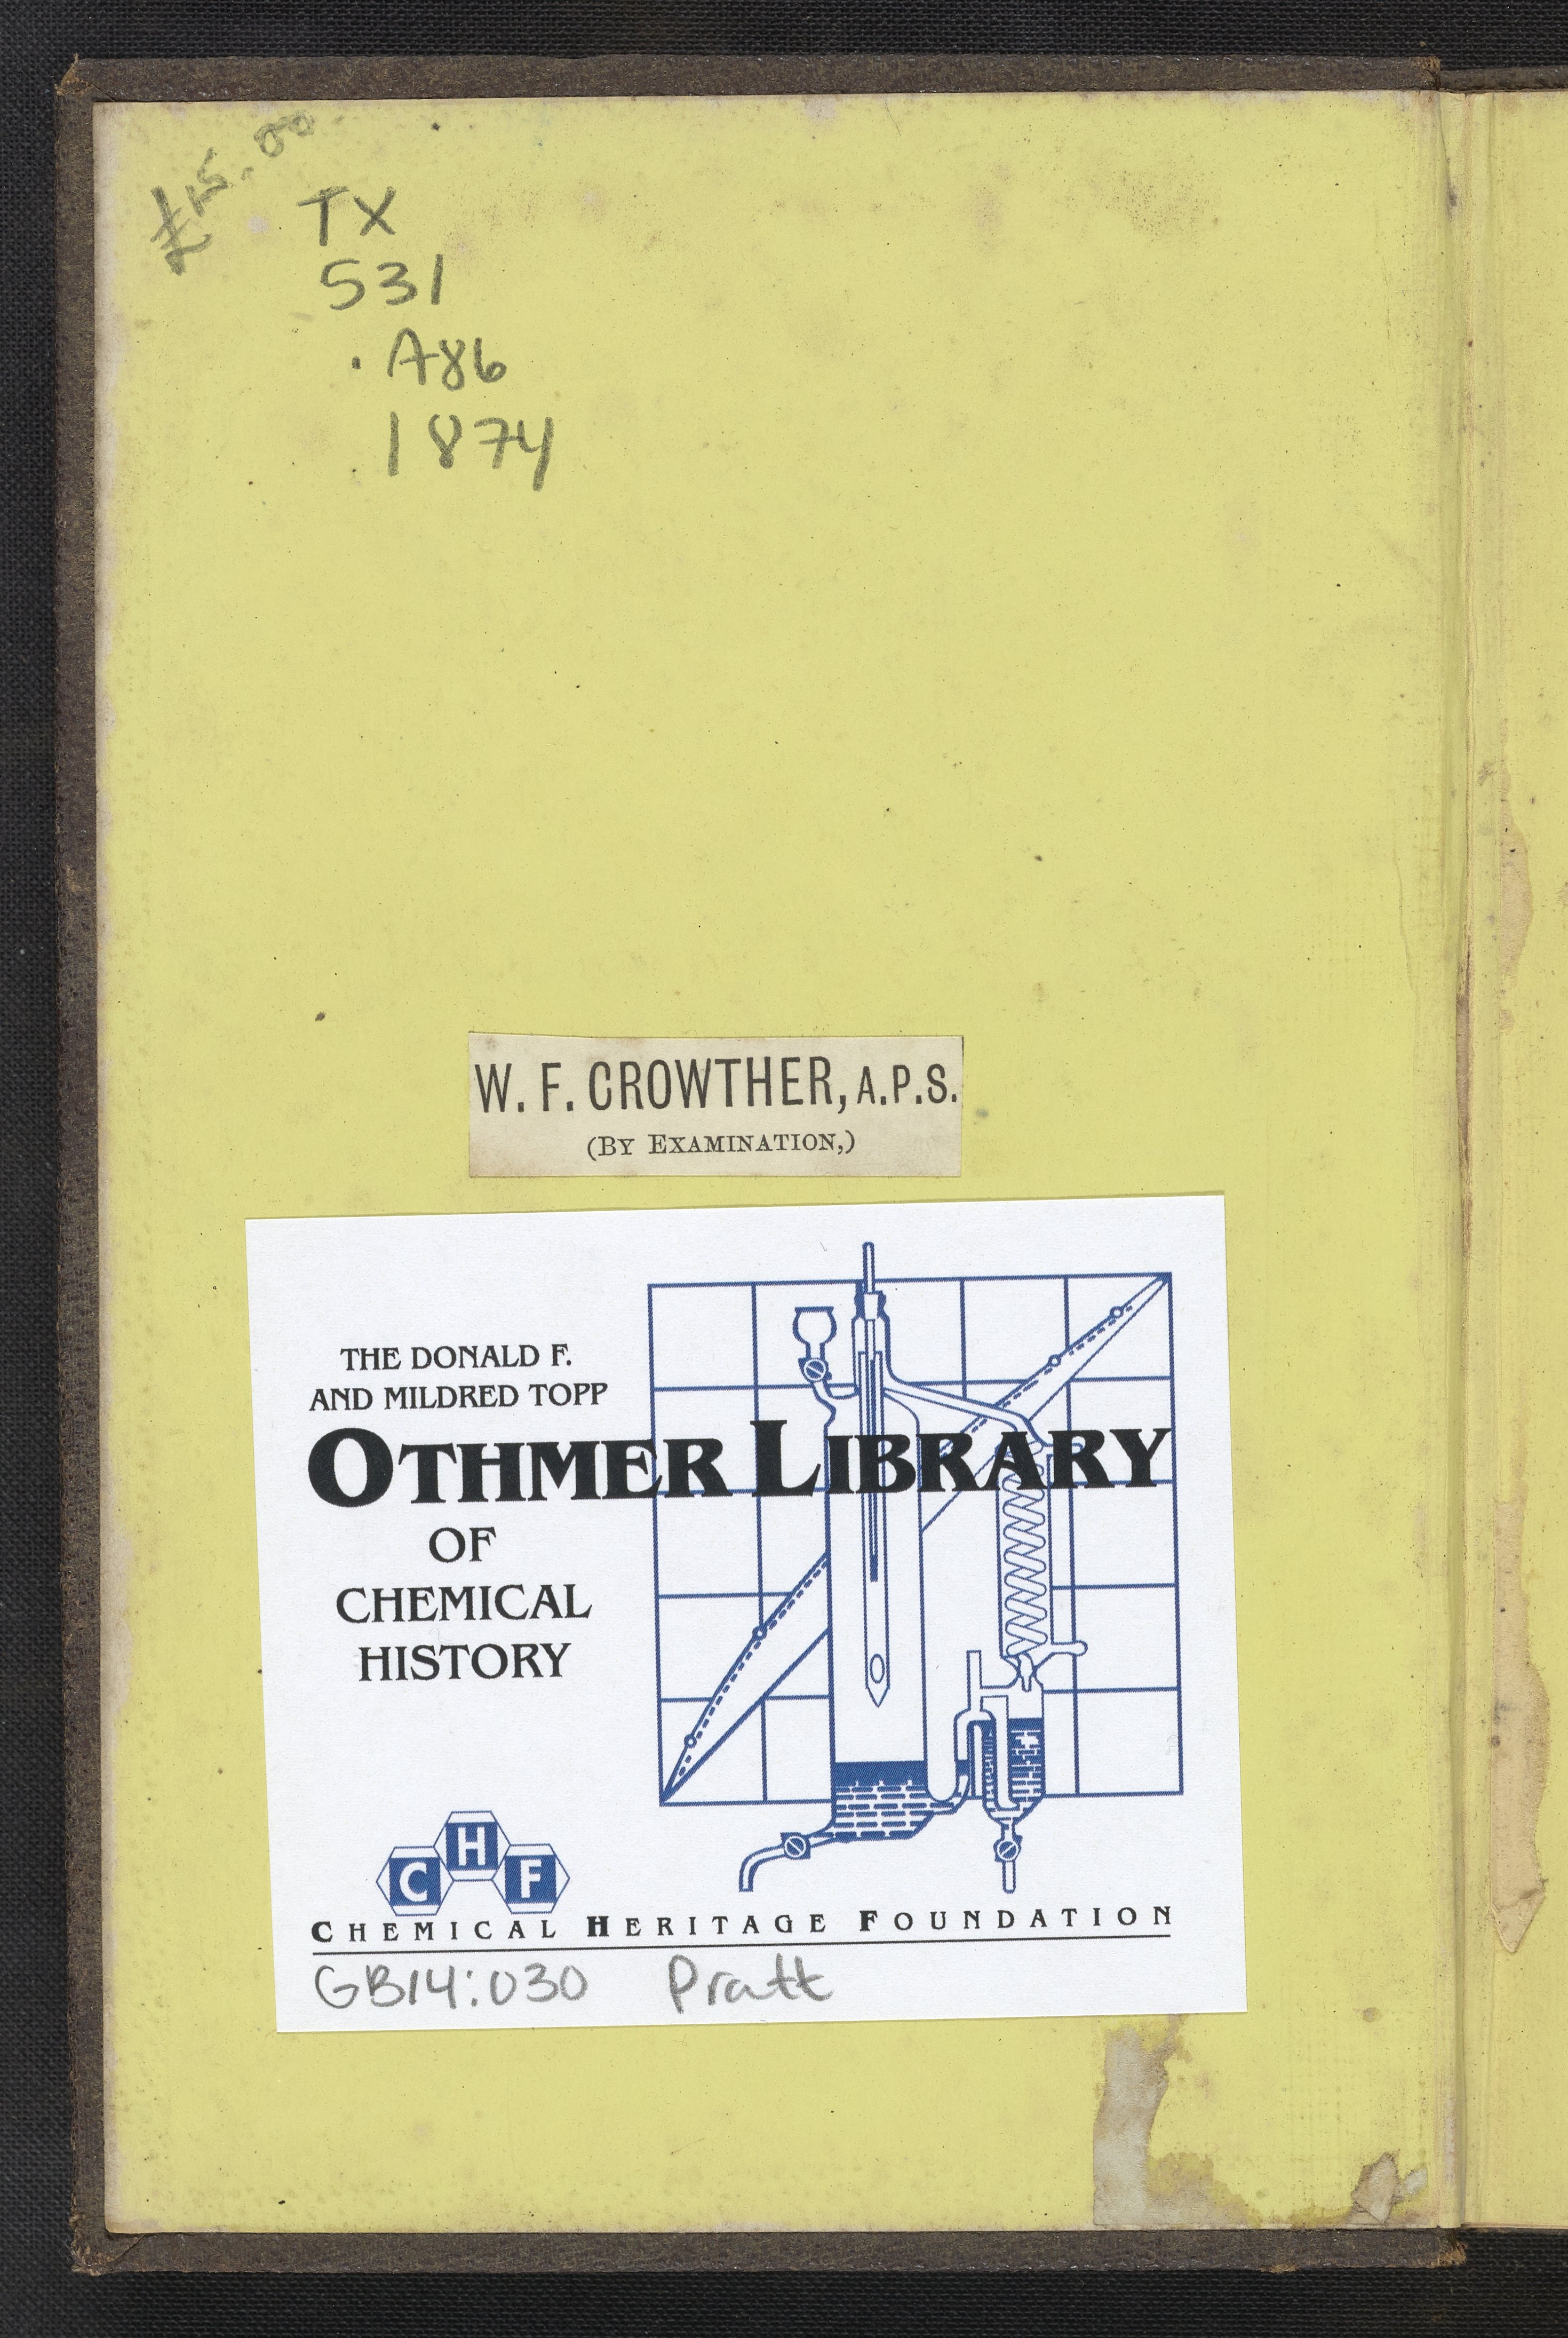 £15.00
TX
531
.A86
1874
W. F. CROWTHER, A.P.S.
(BY EXAMINATION,)
THE DONALD F.
AND MILDRED TOPP
OTHMER LIBRARY
OF
CHEMICAL
HISTORY
C H F
CHEMICAL HERITAGE FOUNDATION
GB14:030 Pratt